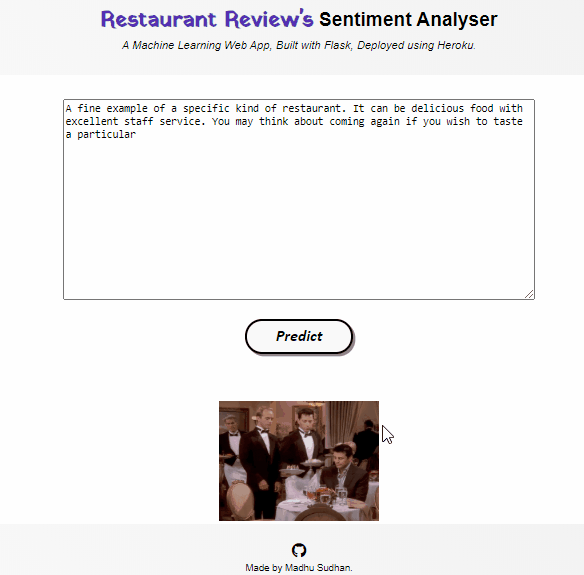 Restaurant Review's Sentiment Analyser
A Machine Learning Web App, Built with Flask, Deployed using Heroku.
A fine example of a specific kind of restaurant. It can be delicious food with
excellent staff service. You may think about coming again if you wish to taste
a particular
Predict
Made by Madhu Sudhan.